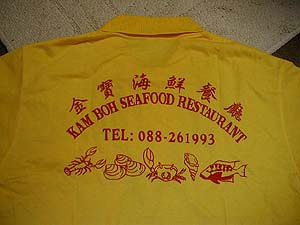 金寶海鮮餐廳
KAM BOH SEAFOOD RESTAURANT
TEL: 088-261993